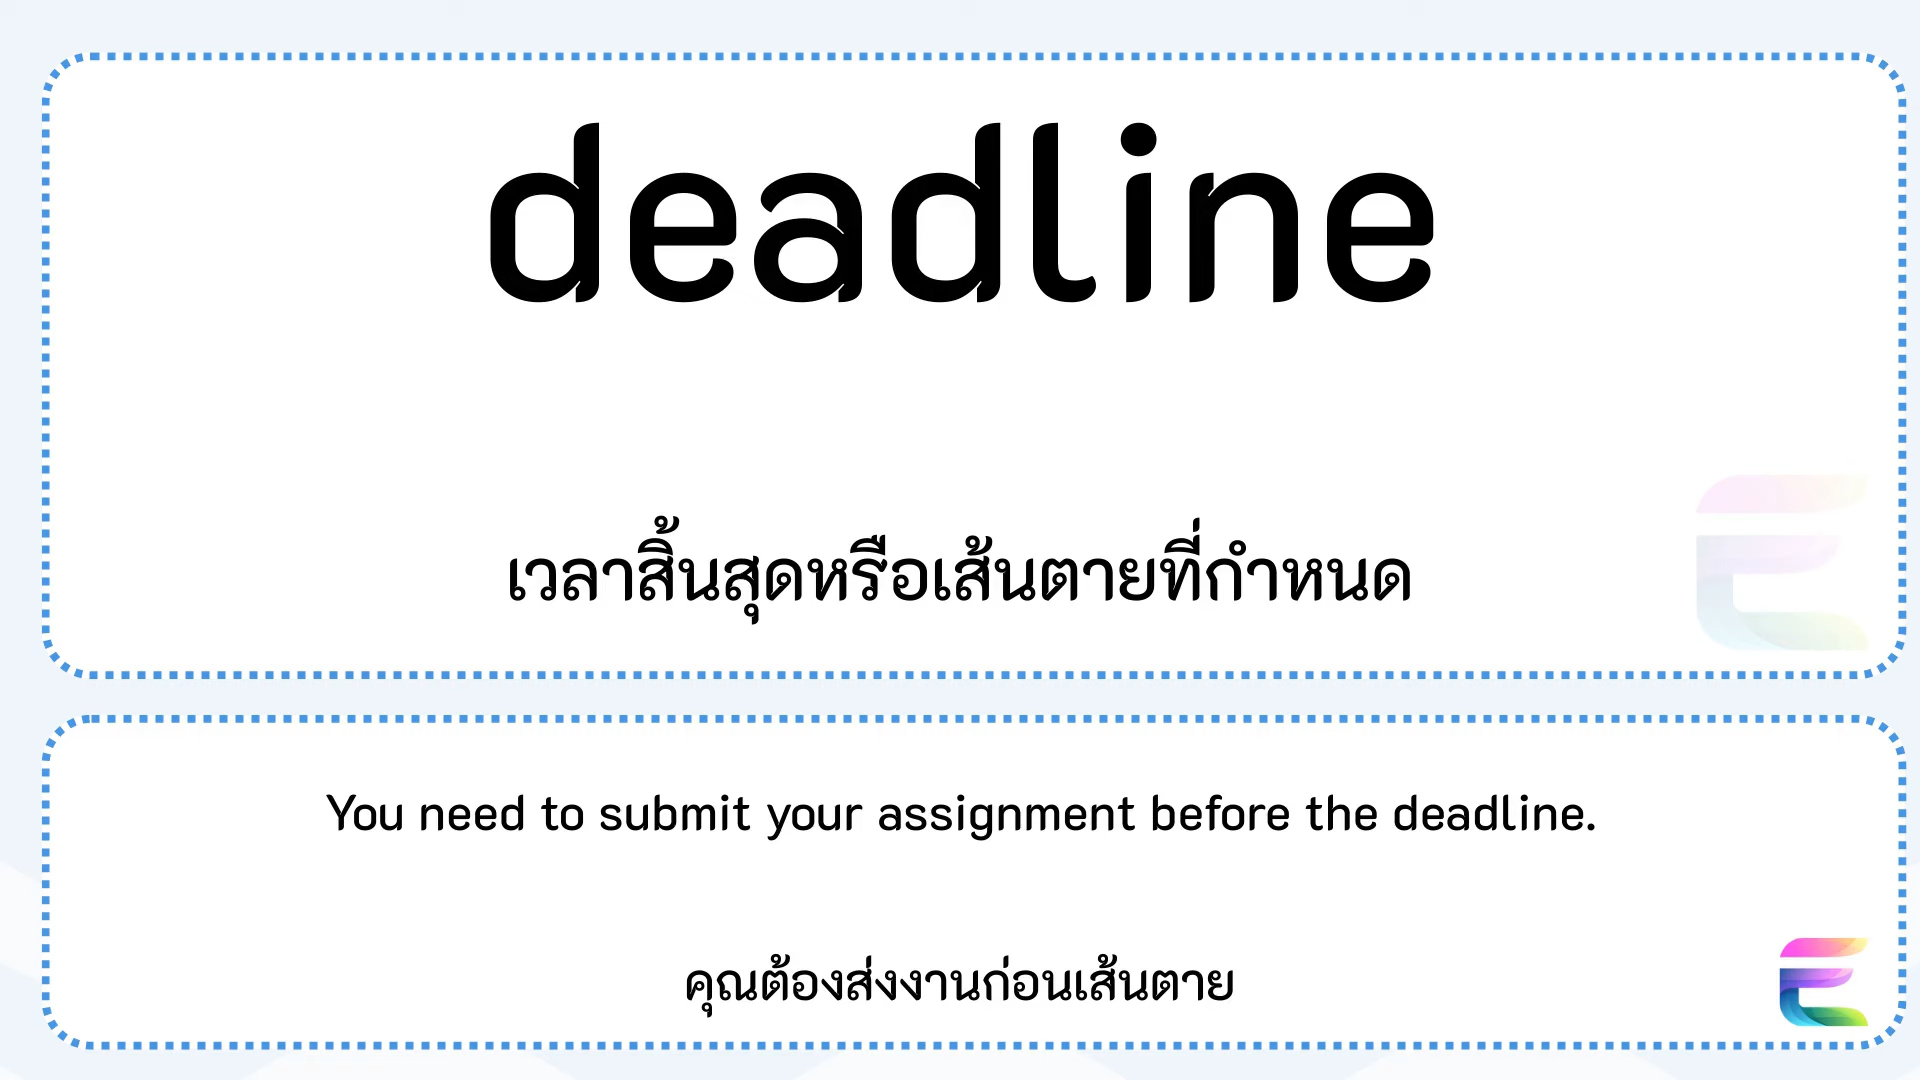 deadline
เวลาสิ้นสุดหรือเส้นตายที่กำหนด
You need to submit your assignment before the deadline.
คุณต้องส่งงานก่อนเส้นตาย